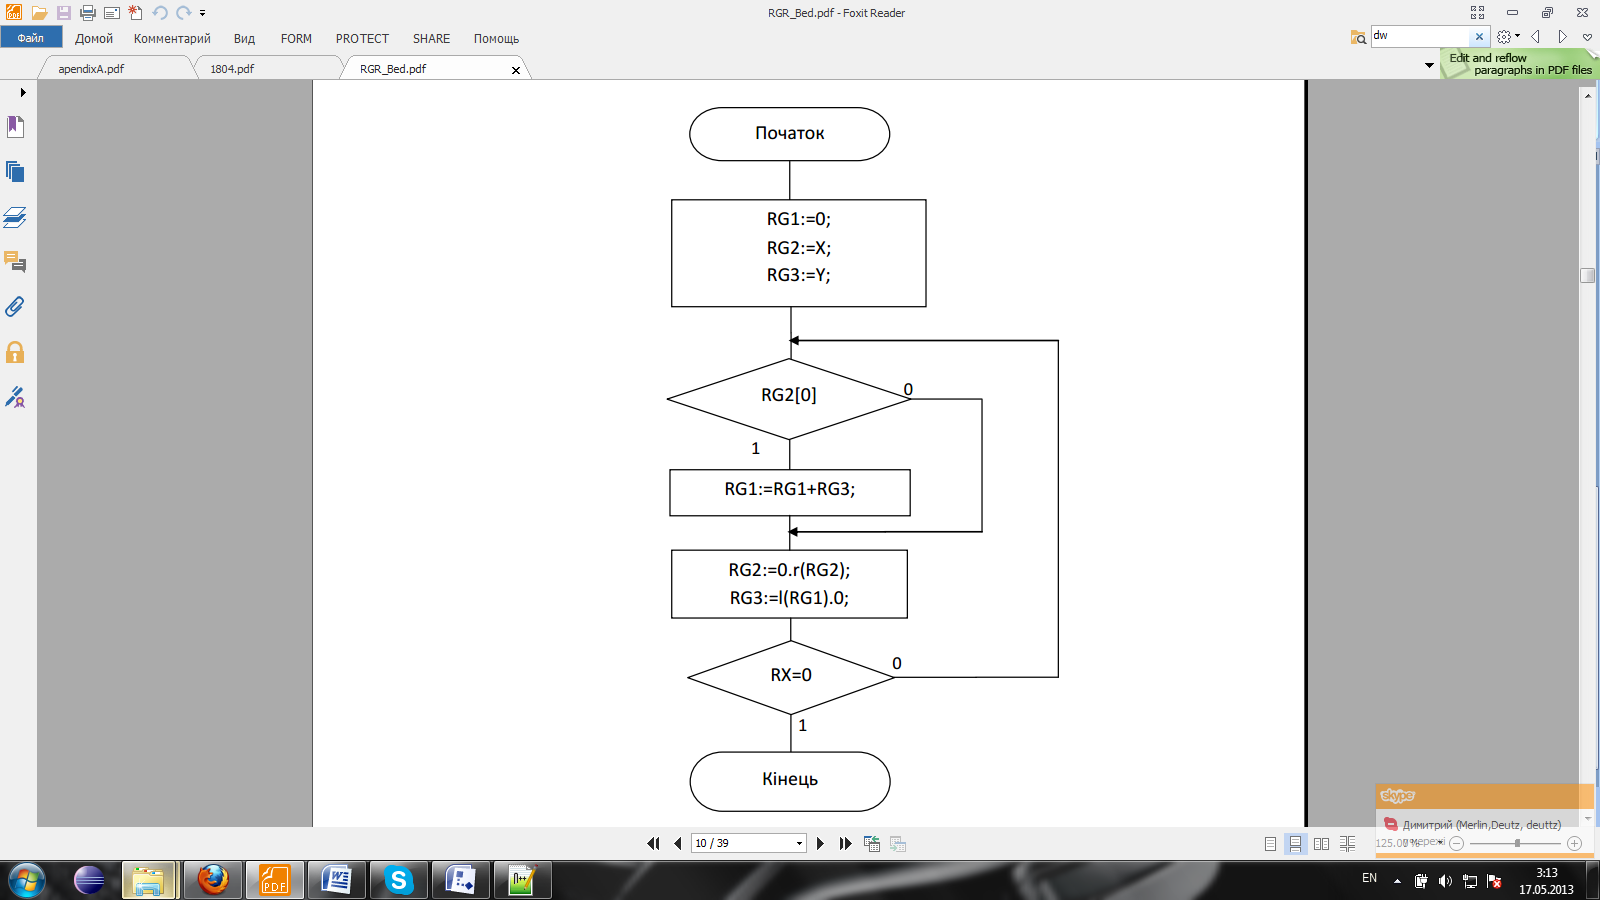 RGR_Bed.pdf - Foxit Reader
Файл
Домой
Комментарий
Вид
FORM
PROTECT
SHARE
Помощь
dw
apendixA.pdf
1804.pdf
RGR_Bed.pdf
Edit and reflow
paragraphs in PDF files
Початок
RG1:=0;
RG2:=X;
RG3:=Y;
RG2[0]
0
1
RG1:=RG1+RG3;
RG2:=0.r(RG2);
RG3:=l(RG1).0;
RX=0
0
1
Кінець
skype
Димитрий (Merlin,Deutz, deuttz)
10 / 39
EN
3:13
17.05.2013